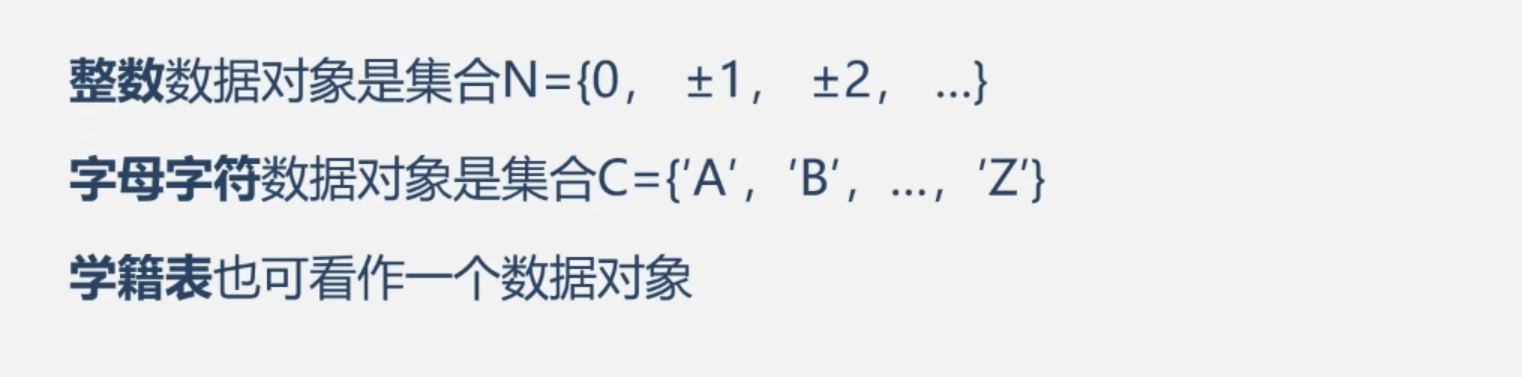 整数数据对象是集合N={0， ±1， ±2， …}
字母字符数据对象是集合C={′A′，′B′，…，′Z′}
学籍表也可看作一个数据对象